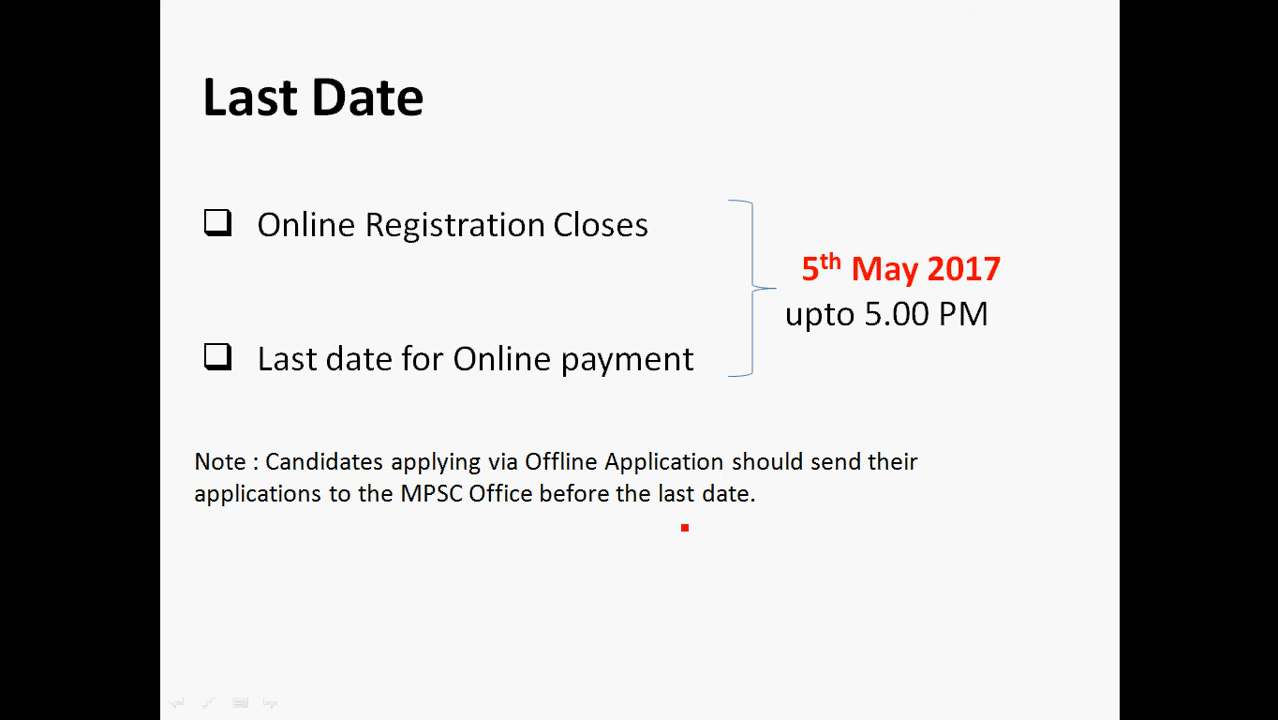 Last Date
Online Registration Closes
5th May 2017
upto 5.00 PM
Last date for Online payment
Note : Candidates applying via Offline Application should send their
applications to the MPSC Office before the last date.